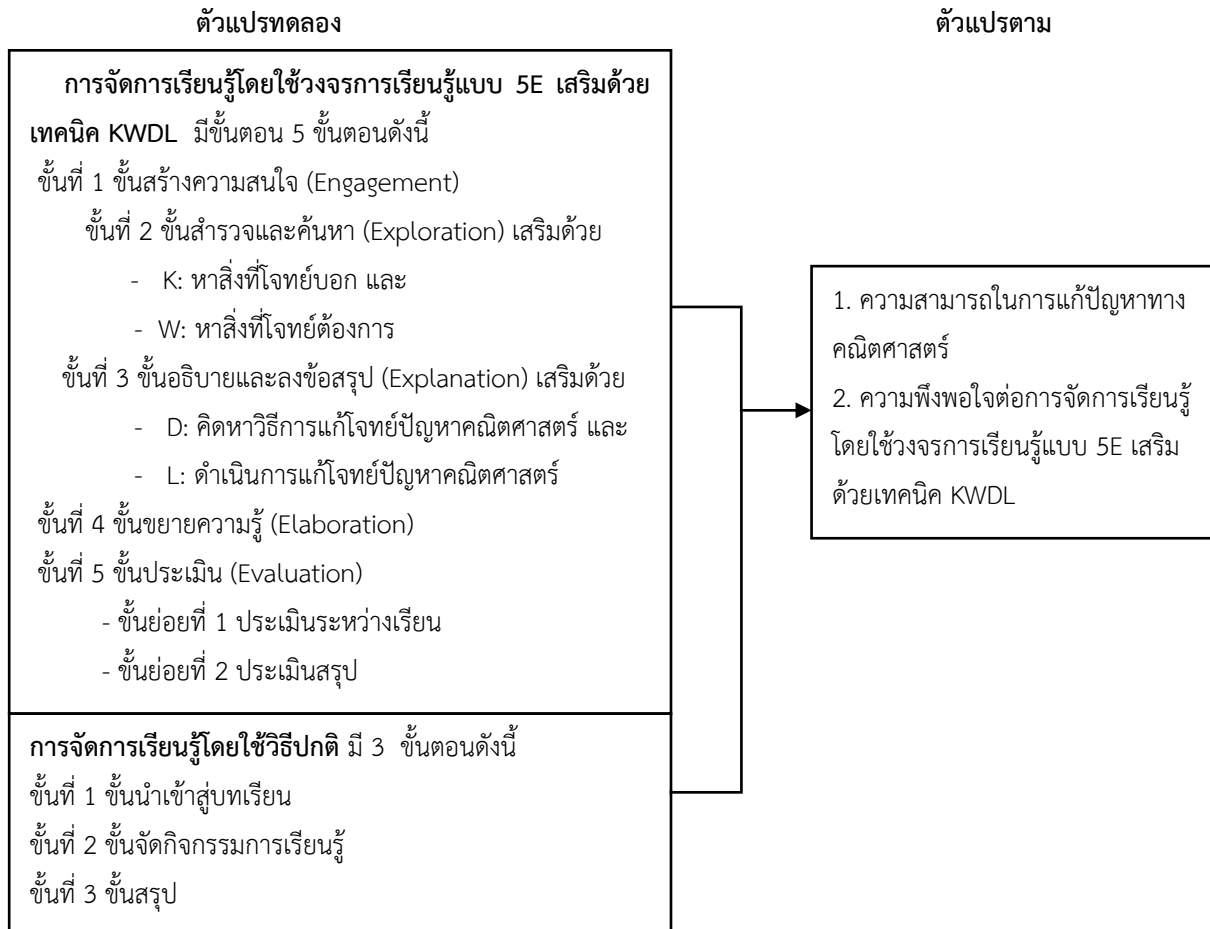 ตัวแปรทดลอง
ตัวแปรตาม
การจัดการเรียนรู้โดยใช้วงจรการเรียนรู้แบบ 5E เสริมด้วย
เทคนิค KWDL มีขั้นตอน 5 ขั้นตอนดังนี้
ขั้นที่ 1 ขั้นสร้างความสนใจ (Engagement)
ขั้นที่ 2 ขั้นสำรวจและค้นหา (Exploration) เสริมด้วย
- K: หาสิ่งที่โจทย์บอก และ
- W: หาสิ่งที่โจทย์ต้องการ
ขั้นที่ 3 ขั้นอธิบายและลงข้อสรุป (Explanation) เสริมด้วย
- D: คิดหาวิธีการแก้โจทย์ปัญหาคณิตศาสตร์ และ
- L: ดำเนินการแก้โจทย์ปัญหาคณิตศาสตร์
ขั้นที่ 4 ขั้นขยายความรู้ (Elaboration)
ขั้นที่ 5 ขั้นประเมิน (Evaluation)
- ขั้นย่อยที่ 1 ประเมินระหว่างเรียน
- ขั้นย่อยที่ 2 ประเมินสรุป
การจัดการเรียนรู้โดยใช้วิธีปกติ มี 3 ขั้นตอนดังนี้
ขั้นที่ 1 ขั้นนำเข้าสู่บทเรียน
ขั้นที่ 2 ขั้นจัดกิจกรรมการเรียนรู้
ขั้นที่ 3 ขั้นสรุป
1. ความสามารถในการแก้ปัญหาทาง
คณิตศาสตร์
2. ความพึงพอใจต่อการจัดการเรียนรู้
โดยใช้วงจรการเรียนรู้แบบ 5E เสริม
ด้วยเทคนิค KWDL